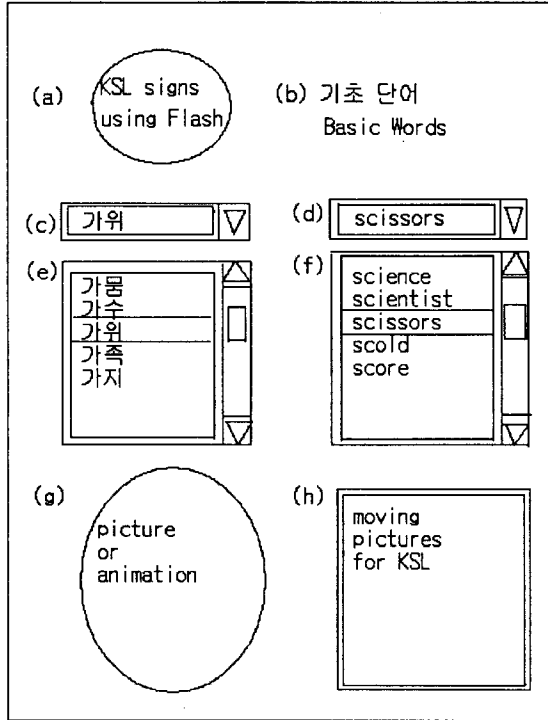 (a) KSL signs
using Flash
(b) 기초 단어
Basic Words
(c) 가위
(d) scissors
(e) 가뭄
가수
가위
가족
가지
(f) science
scientist
scissors
scold
score
(g) picture
or
animation
(h) moving
pictures
for KSL